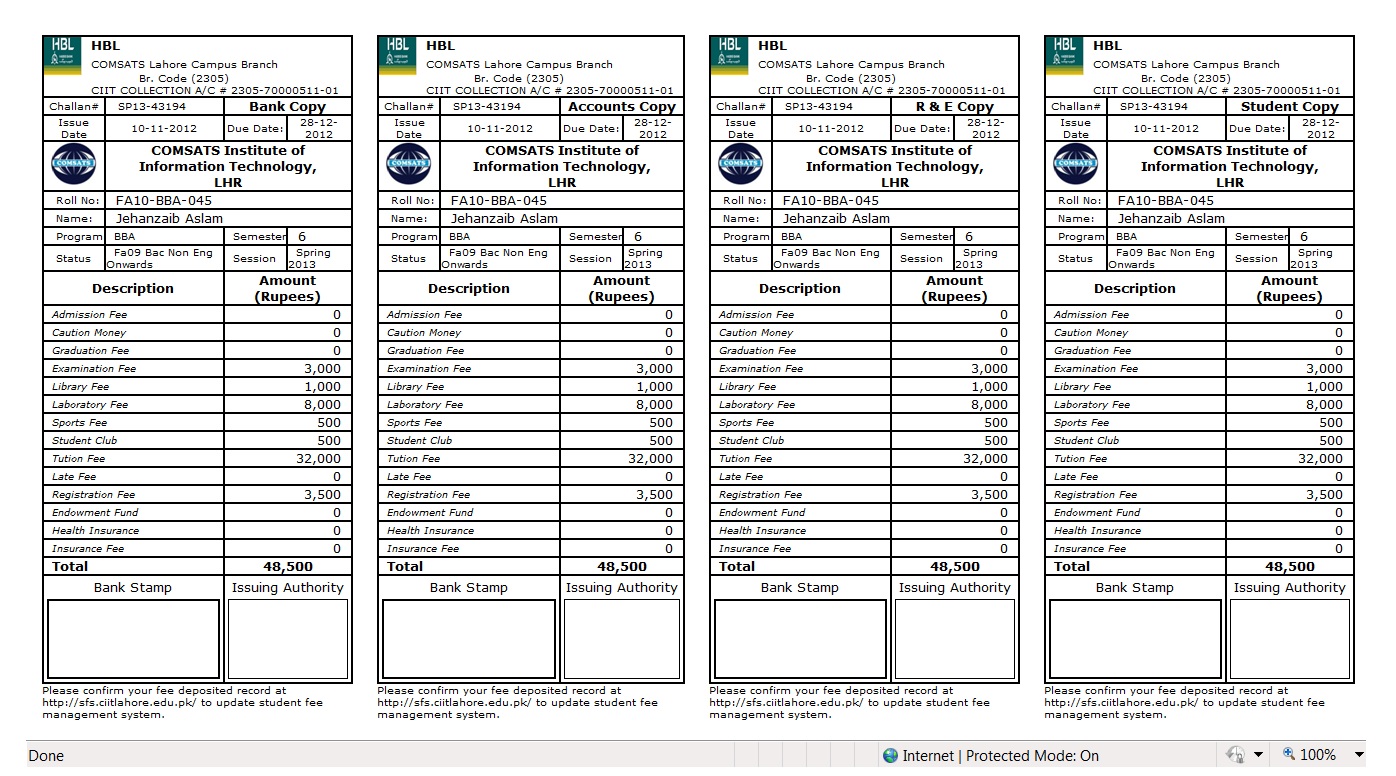 HBL
HBL
COMSATS Lahore Campus Branch
Br. Code (2305)
CIIT COLLECTION A/C # 2305-70000511-01
Challan# SP13-43194 Bank Copy
Issue Date 10-11-2012 Due Date: 28-12-2012
COMSATS
COMSATS Institute of
Information Technology,
LHR
Roll No: FA10-BBA-045
Name: Jehanzaib Aslam
Program BBA Semester 6
Status Fa09 Bac Non Eng Onwards Session Spring 2013
Description Amount (Rupees)
Admission Fee 0
Caution Money 0
Graduation Fee 0
Examination Fee 3,000
Library Fee 1,000
Laboratory Fee 8,000
Sports Fee 500
Student Club 500
Tution Fee 32,000
Late Fee 0
Registration Fee 3,500
Endowment Fund 0
Health Insurance 0
Insurance Fee 0
Total 48,500
Bank Stamp Issuing Authority
Please confirm your fee deposited record at
http://sfs.ciitlahore.edu.pk/ to update student fee
management system.
HBL
HBL
COMSATS Lahore Campus Branch
Br. Code (2305)
CIIT COLLECTION A/C # 2305-70000511-01
Challan# SP13-43194 Accounts Copy
Issue Date 10-11-2012 Due Date: 28-12-2012
COMSATS
COMSATS Institute of
Information Technology,
LHR
Roll No: FA10-BBA-045
Name: Jehanzaib Aslam
Program BBA Semester 6
Status Fa09 Bac Non Eng Onwards Session Spring 2013
Description Amount (Rupees)
Admission Fee 0
Caution Money 0
Graduation Fee 0
Examination Fee 3,000
Library Fee 1,000
Laboratory Fee 8,000
Sports Fee 500
Student Club 500
Tution Fee 32,000
Late Fee 0
Registration Fee 3,500
Endowment Fund 0
Health Insurance 0
Insurance Fee 0
Total 48,500
Bank Stamp Issuing Authority
Please confirm your fee deposited record at
http://sfs.ciitlahore.edu.pk/ to update student fee
management system.
HBL
HBL
COMSATS Lahore Campus Branch
Br. Code (2305)
CIIT COLLECTION A/C # 2305-70000511-01
Challan# SP13-43194 R & E Copy
Issue Date 10-11-2012 Due Date: 28-12-2012
COMSATS
COMSATS Institute of
Information Technology,
LHR
Roll No: FA10-BBA-045
Name: Jehanzaib Aslam
Program BBA Semester 6
Status Fa09 Bac Non Eng Onwards Session Spring 2013
Description Amount (Rupees)
Admission Fee 0
Caution Money 0
Graduation Fee 0
Examination Fee 3,000
Library Fee 1,000
Laboratory Fee 8,000
Sports Fee 500
Student Club 500
Tution Fee 32,000
Late Fee 0
Registration Fee 3,500
Endowment Fund 0
Health Insurance 0
Insurance Fee 0
Total 48,500
Bank Stamp Issuing Authority
Please confirm your fee deposited record at
http://sfs.ciitlahore.edu.pk/ to update student fee
management system.
HBL
HBL
COMSATS Lahore Campus Branch
Br. Code (2305)
CIIT COLLECTION A/C # 2305-70000511-01
Challan# SP13-43194 Student Copy
Issue Date 10-11-2012 Due Date: 28-12-2012
COMSATS
COMSATS Institute of
Information Technology,
LHR
Roll No: FA10-BBA-045
Name: Jehanzaib Aslam
Program BBA Semester 6
Status Fa09 Bac Non Eng Onwards Session Spring 2013
Description Amount (Rupees)
Admission Fee 0
Caution Money 0
Graduation Fee 0
Examination Fee 3,000
Library Fee 1,000
Laboratory Fee 8,000
Sports Fee 500
Student Club 500
Tution Fee 32,000
Late Fee 0
Registration Fee 3,500
Endowment Fund 0
Health Insurance 0
Insurance Fee 0
Total 48,500
Bank Stamp Issuing Authority
Please confirm your fee deposited record at
http://sfs.ciitlahore.edu.pk/ to update student fee
management system.
Done Internet | Protected Mode: On 100%